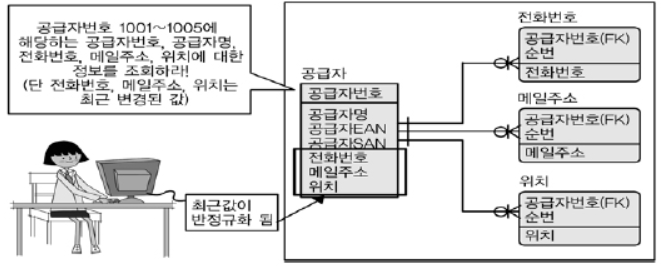 공급자번호 1001~1005에
해당하는 공급자번호, 공급자명,
전화번호, 메일주소, 위치에 대한
정보를 조회하라!
(단 전화번호, 메일주소, 위치는
최근 변경된 값)
최근값이
반정규화 됨
공급자
공급자번호
공급자명
공급자EAN
공급자SAN
전화번호
메일주소
위치
전화번호
공급자번호(FK)
순번
전화번호
메일주소
공급자번호(FK)
순번
메일주소
위치
공급자번호(FK)
순번
위치